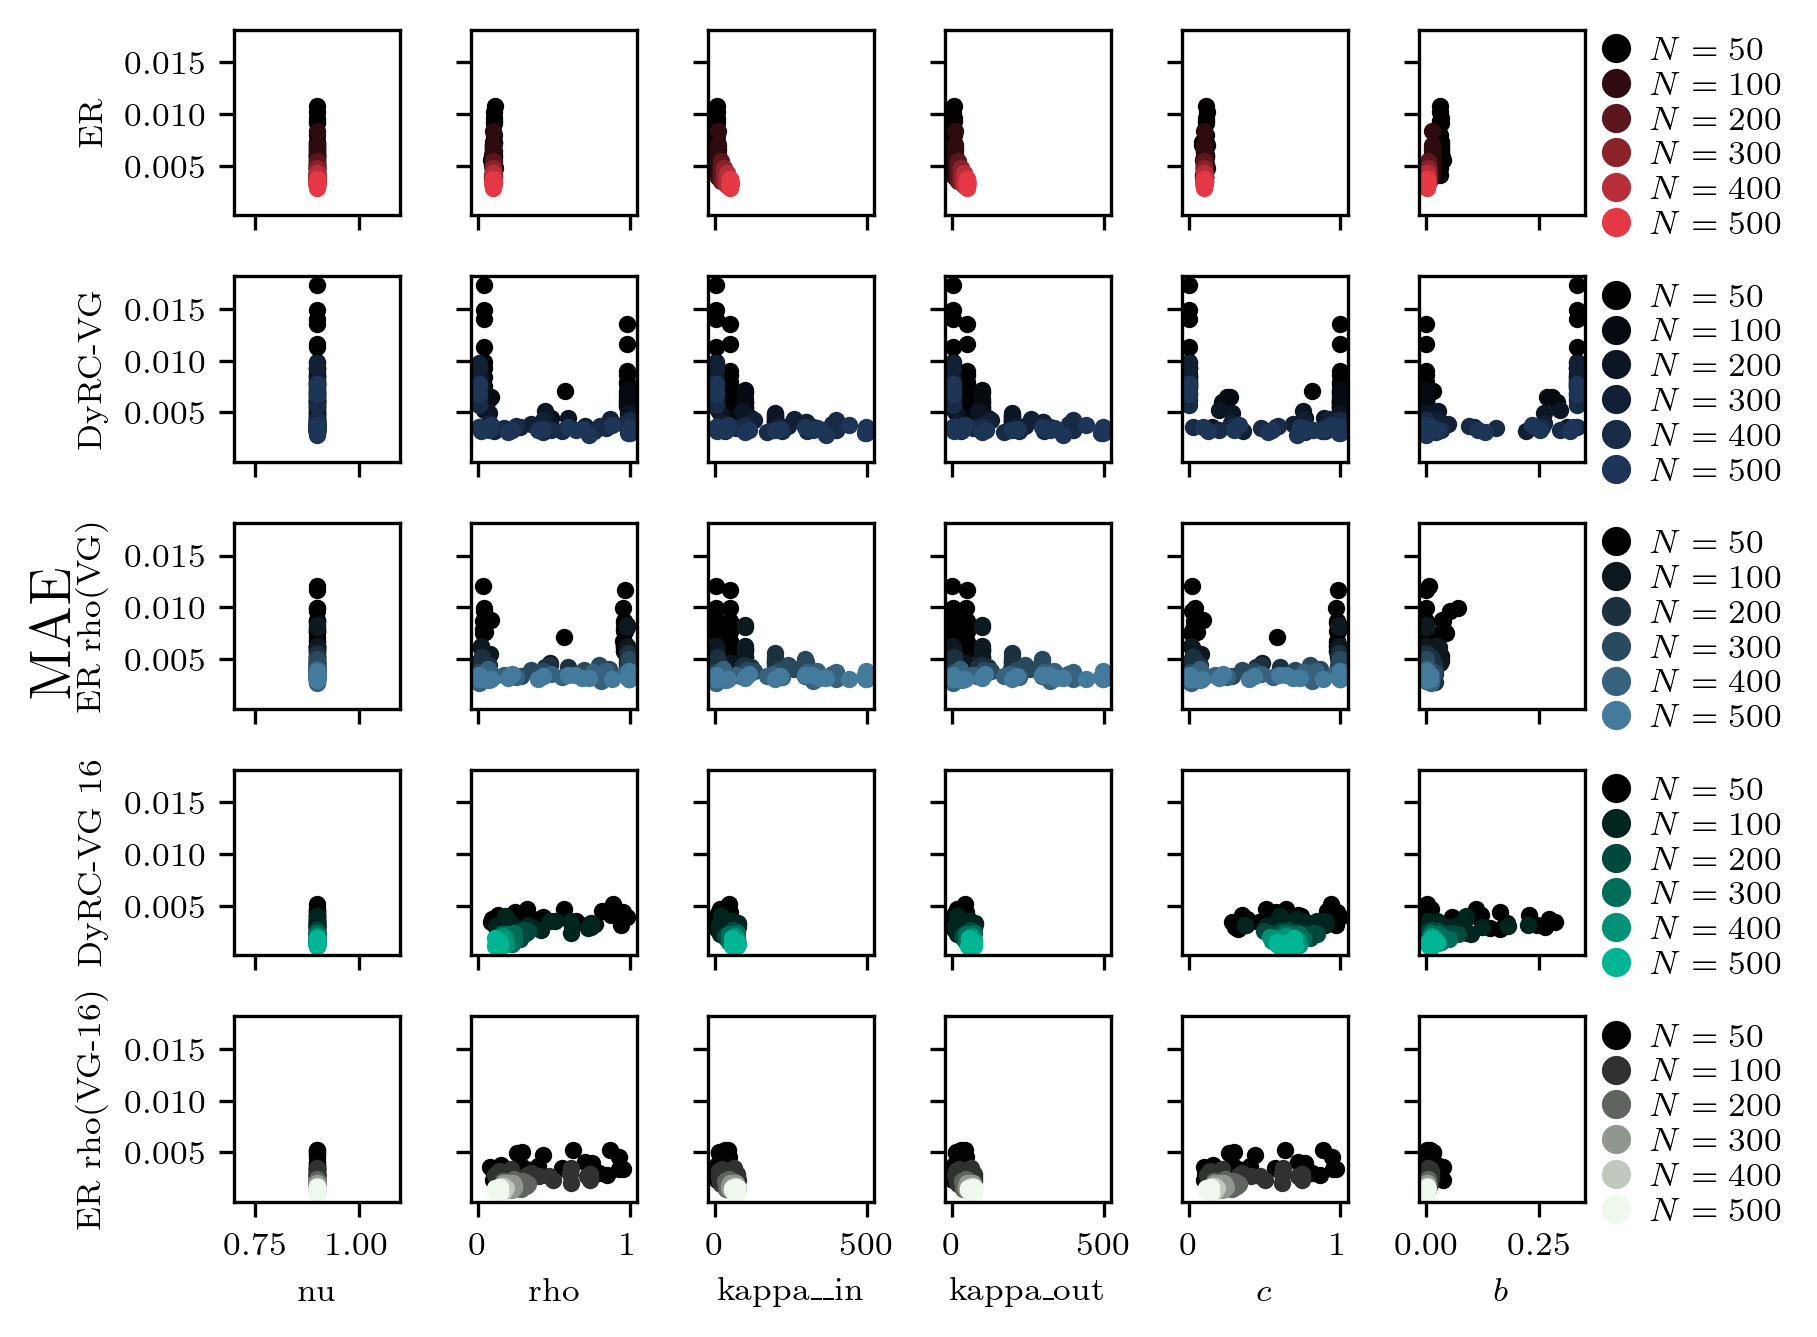 MAE
ER
0.015
0.010
0.005
N = 50
N = 100
N = 200
N = 300
N = 400
N = 500
DyRC-VG
0.015
0.010
0.005
N = 50
N = 100
N = 200
N = 300
N = 400
N = 500
ER rho(VG)
0.015
0.010
0.005
N = 50
N = 100
N = 200
N = 300
N = 400
N = 500
DyRC-VG 16
0.015
0.010
0.005
N = 50
N = 100
N = 200
N = 300
N = 400
N = 500
ER rho(VG-16)
0.015
0.010
0.005
N = 50
N = 100
N = 200
N = 300
N = 400
N = 500
0.75 1.00 0 1 0 500 0 500 0 1 0.00 0.25
nu rho kappa__in kappa_out c b